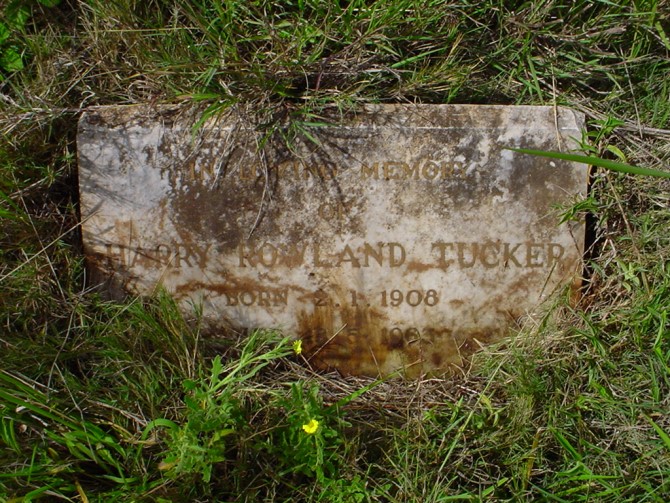 IN LOVING MEMORY
OF
HARRY ROWLAND TUCKER
BORN 2.1.1908